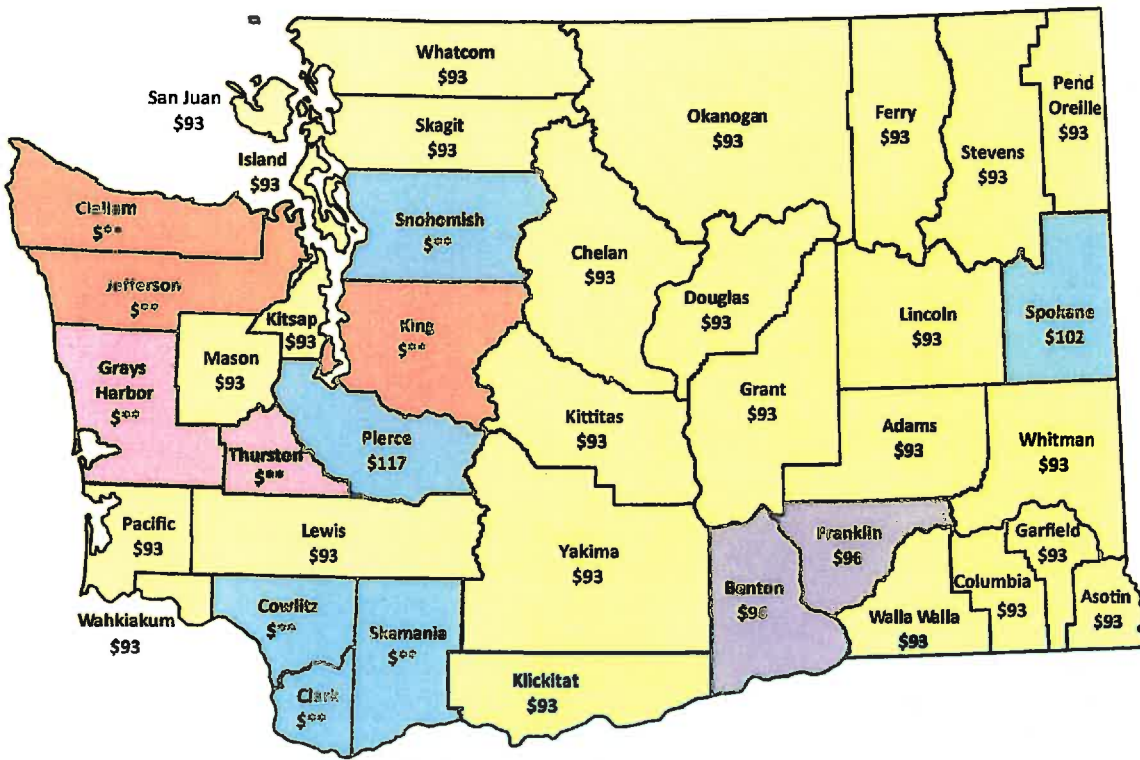 Whatcom
$93
San Juan
$93
Skagit
$93
Island
$93
Okanogan
$93
Ferry
$93
Stevens
$93
Pend
Oreille
$93
Clallam
$**
Snohomish
$**
Chelan
$93
Jefferson
$**
Kitsap
$93
King
$**
Douglas
$93
Lincoln
$93
Spokane
$102
Mason
$93
Grays
Harbor
$**
Thurston
$**
Pierce
$117
Kittitas
$93
Grant
$93
Adams
$93
Whitman
$93
Pacific
$93
Lewis
$93
Yakima
$93
Benton
$96
Franklin
$96
Garfield
$93
Columbia
$93
Asotin
$93
Walla Walla
$93
Wahkiakum
$93
Cowlitz
$**
Skamania
$**
Clark
$**
Klickitat
$93